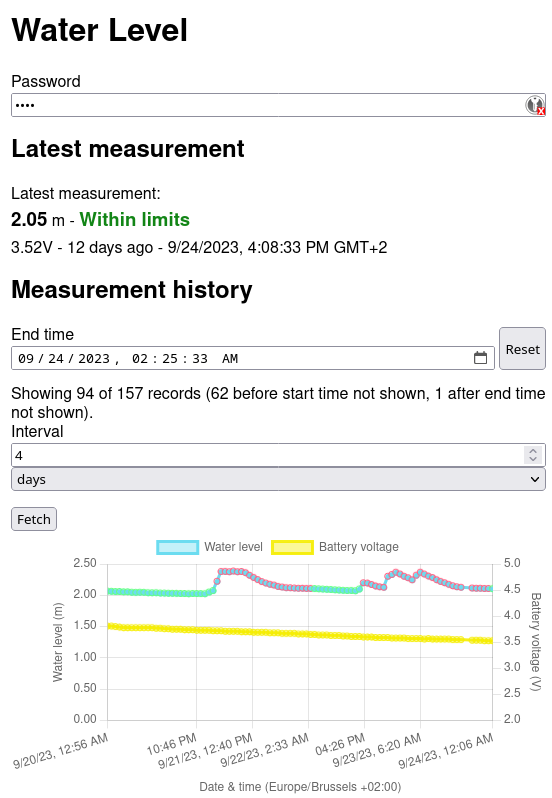 Water Level
Password
••••
Latest measurement
Latest measurement:
2.05 m - Within limits
3.52V - 12 days ago - 9/24/2023, 4:08:33 PM GMT+2
Measurement history
End time
09/24/2023, 02:25:33 AM
Reset
Showing 94 of 157 records (62 before start time not shown, 1 after end time
not shown).
Interval
4
days
Fetch
Water level Battery voltage
2.50 5.0
2.00 4.5
4.0
1.50 3.5
1.00 3.0
0.50 2.5
0.00 2.0
Water level (m)
Battery voltage (V)
9/20/23, 12:56 AM
10:46 PM
9/21/23, 12:40 PM
9/22/23, 2:33 AM
04:26 PM
9/23/23, 6:20 AM
9/24/23, 12:06 AM
Date & time (Europe/Brussels +02:00)